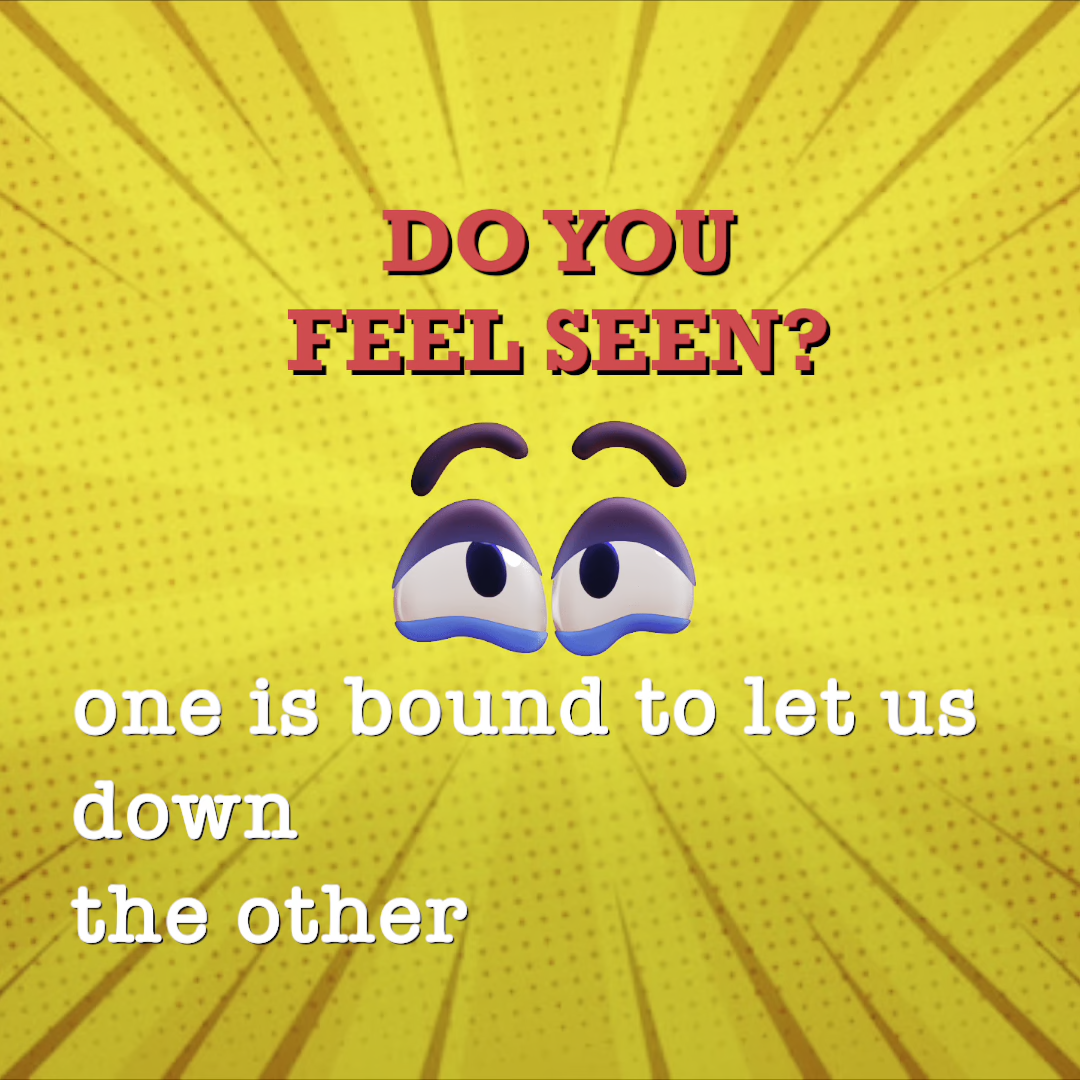 DO YOU
FEEL SEEN?
one is bound to let us
down
the other